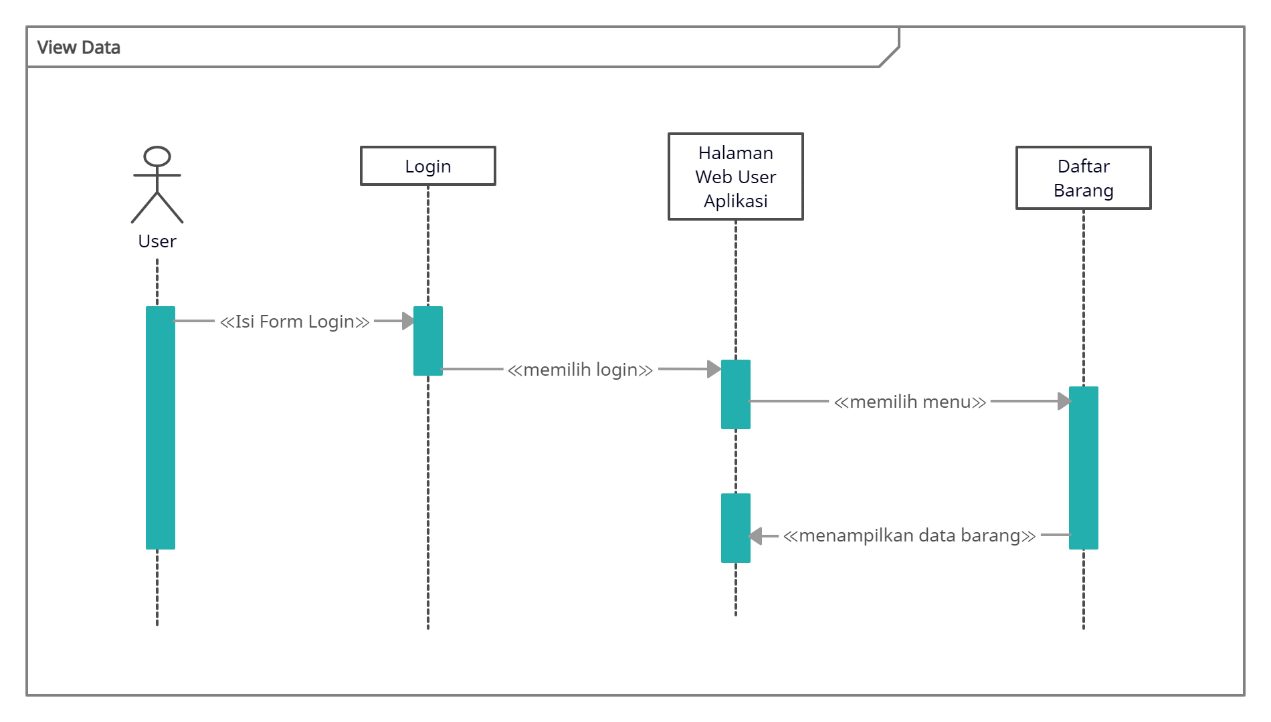 View Data
Login
Halaman
Web User
Aplikasi
Daftar
Barang
User
≪Isi Form Login≫
≪memilih login≫
≪memilih menu≫
≪menampilkan data barang≫